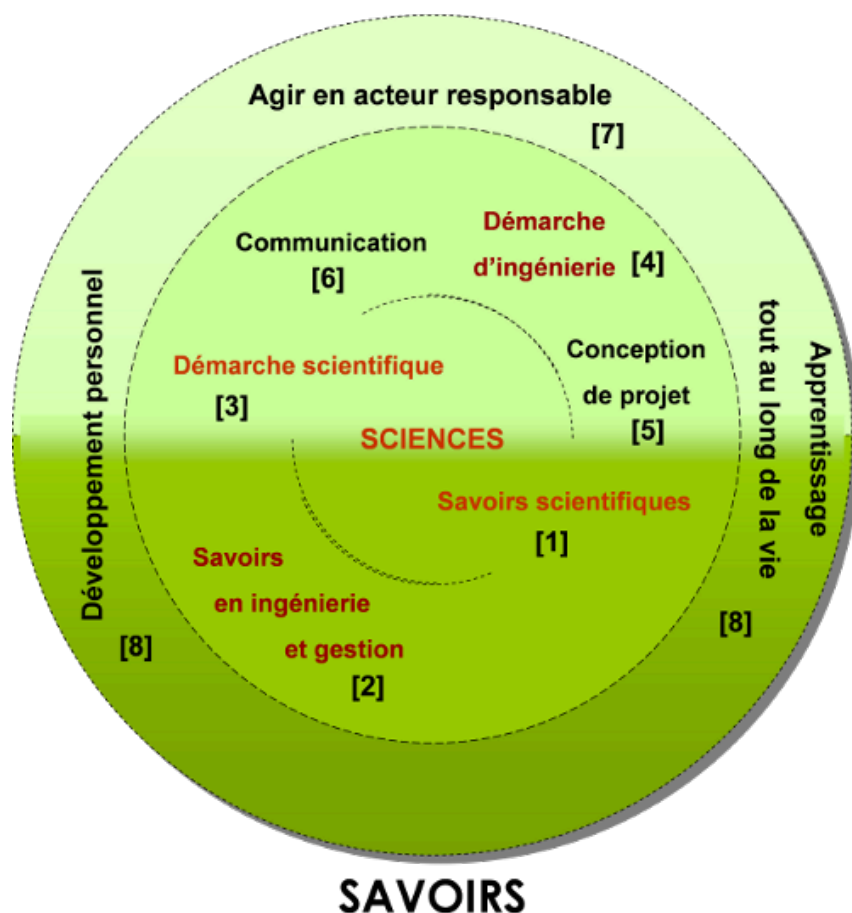 Agir en acteur responsable
[7]
Communication
[6]
Démarche
d'ingénierie [4]
Démarche scientifique
[3]
Conception
de projet
[5]
SCIENCES
Savoirs scientifiques
[1]
Savoirs
en ingénierie
et gestion
[2]
Développement personnel
[8]
Apprentissage
tout au long de la vie
[8]
SAVOIRS